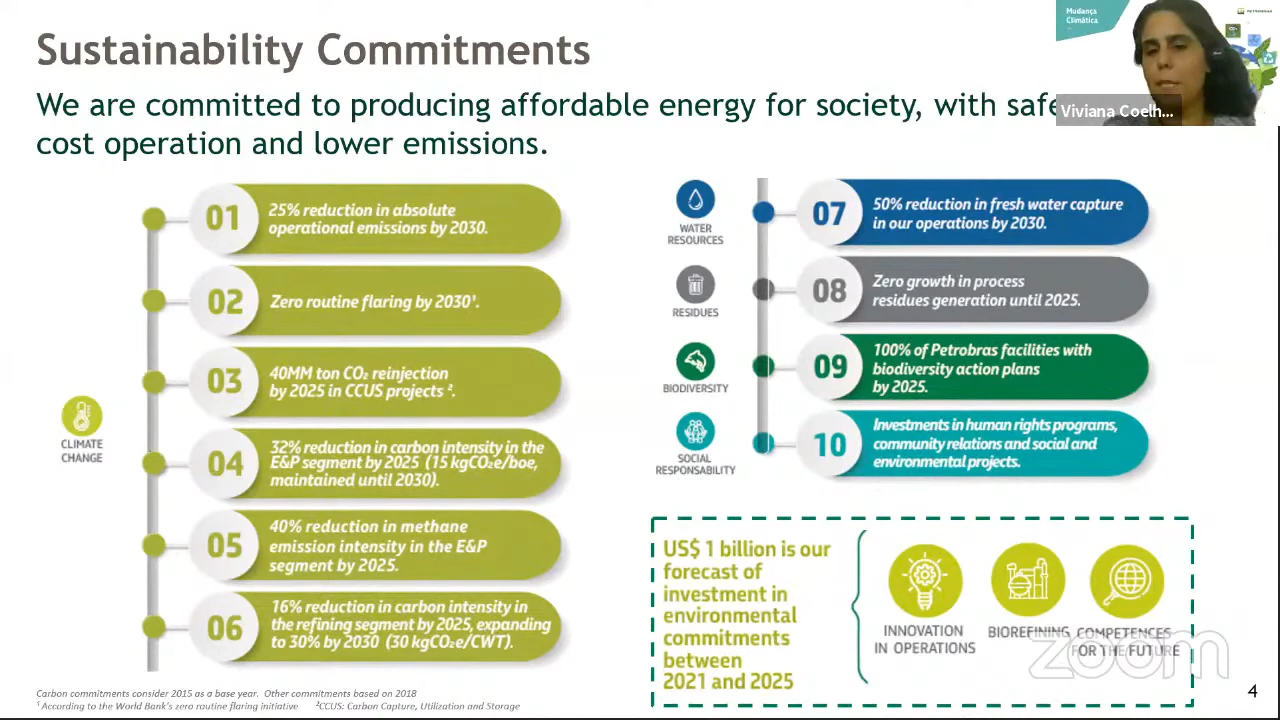 Sustainability Commitments
Mudança
Climática
PETROBRAS
We are committed to producing affordable energy for society, with safe
Viviana Coelh...
cost operation and lower emissions.
CLIMATE
CHANGE
01
25% reduction in absolute
operational emissions by 2030.
02
Zero routine flaring by 2030¹.
03
40MM ton CO₂ reinjection
by 2025 in CCUS projects ².
04
32% reduction in carbon intensity in the
E&P segment by 2025 (15 kgCO₂e/boe,
maintained until 2030).
05
40% reduction in methane
emission intensity in the E&P
segment by 2025.
06
16% reduction in carbon intensity in
the refining segment by 2025, expanding
to 30% by 2030 (30 kgCO₂e/CWT).
WATER
RESOURCES
07
50% reduction in fresh water capture
in our operations by 2030.
RESIDUES
08
Zero growth in process
residues generation until 2025.
BIODIVERSITY
09
100% of Petrobras facilities with
biodiversity action plans
by 2025.
SOCIAL
RESPONSABILITY
10
Investments in human rights programs,
community relations and social and
environmental projects.
US$ 1 billion is our
forecast of
investment in
environmental
commitments
between
2021 and 2025
INNOVATION
IN OPERATIONS
BIOREFINING
COMPETENCES
FOR THE FUTURE
zoom
Carbon commitments consider 2015 as a base year. Other commitments based on 2018
¹ According to the World Bank's zero routine flaring initiative ²CCUS: Carbon Capture, Utilization and Storage
4